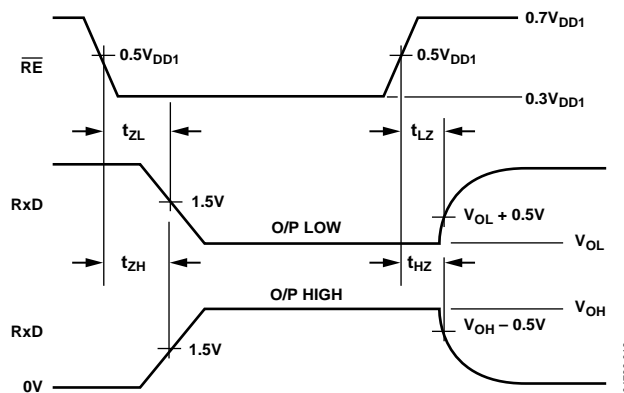 0.7VDD1
RE
0.5VDD1
0.5VDD1
0.3VDD1
tZL
tLZ
RxD
1.5V
VOL + 0.5V
O/P LOW
VOL
tZH
tHZ
O/P HIGH
VOH
RxD
1.5V
VOH – 0.5V
0V